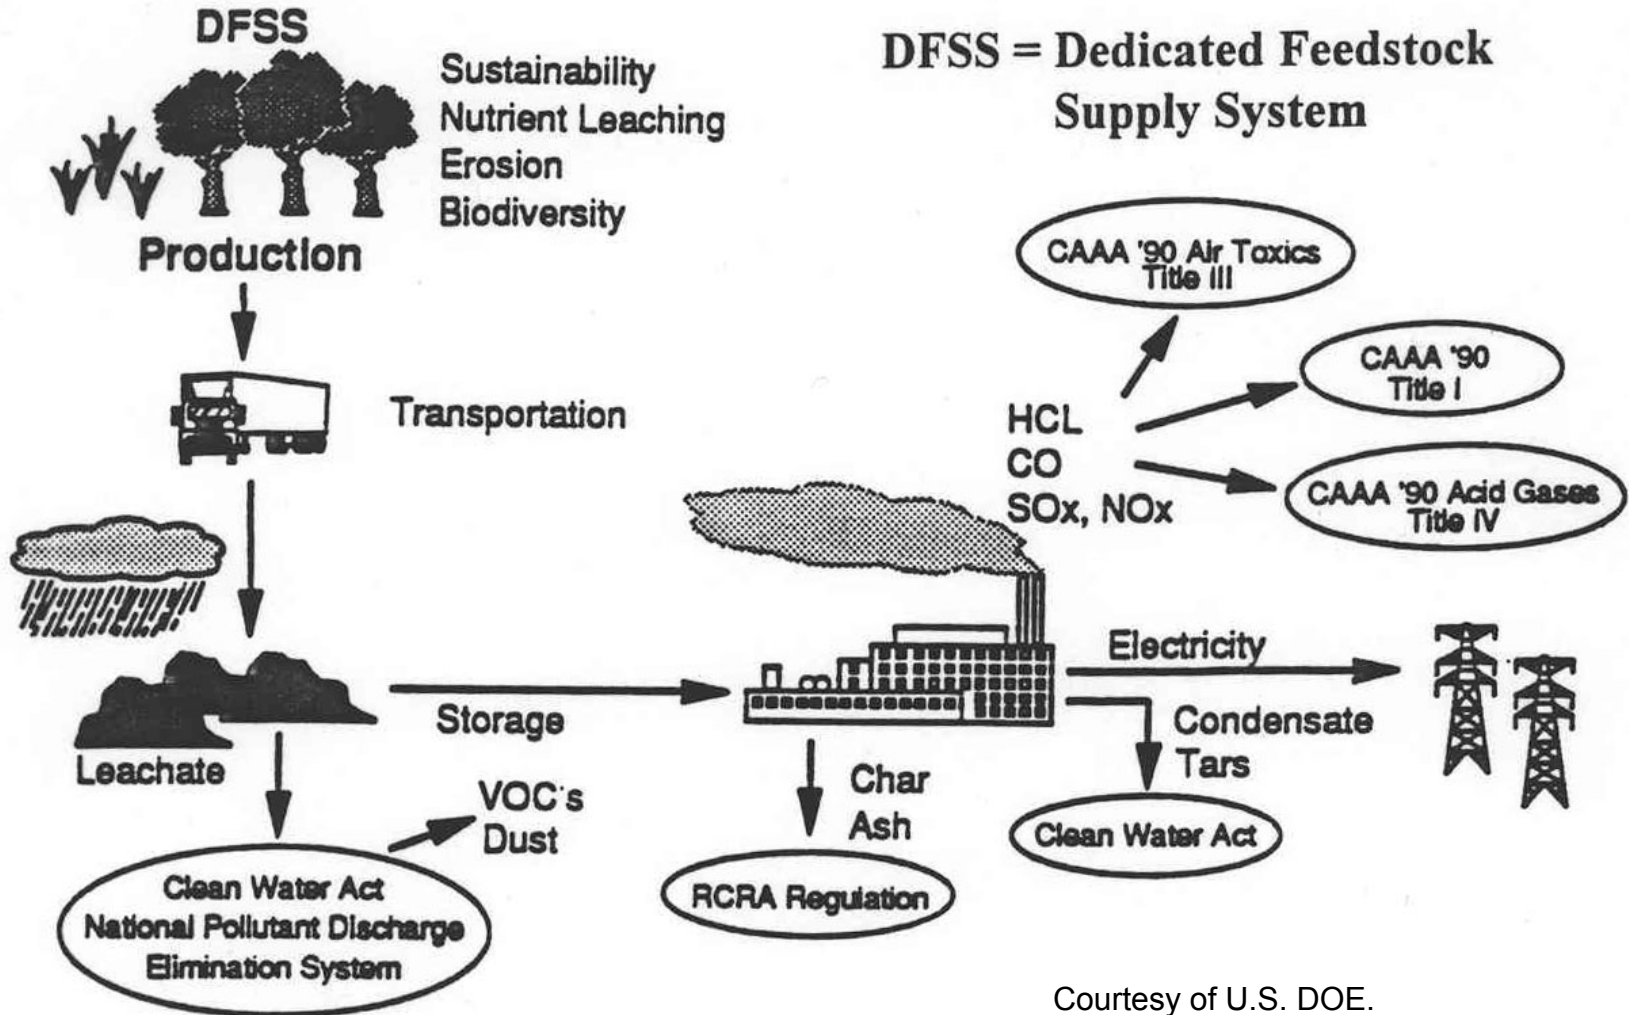 DFSS
Sustainability
Nutrient Leaching
Erosion
Biodiversity
Production
DFSS = Dedicated Feedstock
Supply System
CAAA '90 Air Toxics
Title III
CAAA '90
Title I
CAAA '90 Acid Gases
Title IV
HCL
CO
SOx, NOx
Transportation
Electricity
Storage
Leachate
Condensate
Tars
VOC's
Dust
Char
Ash
Clean Water Act
Clean Water Act
National Pollutant Discharge
Elimination System
RCRA Regulation
Courtesy of U.S. DOE.